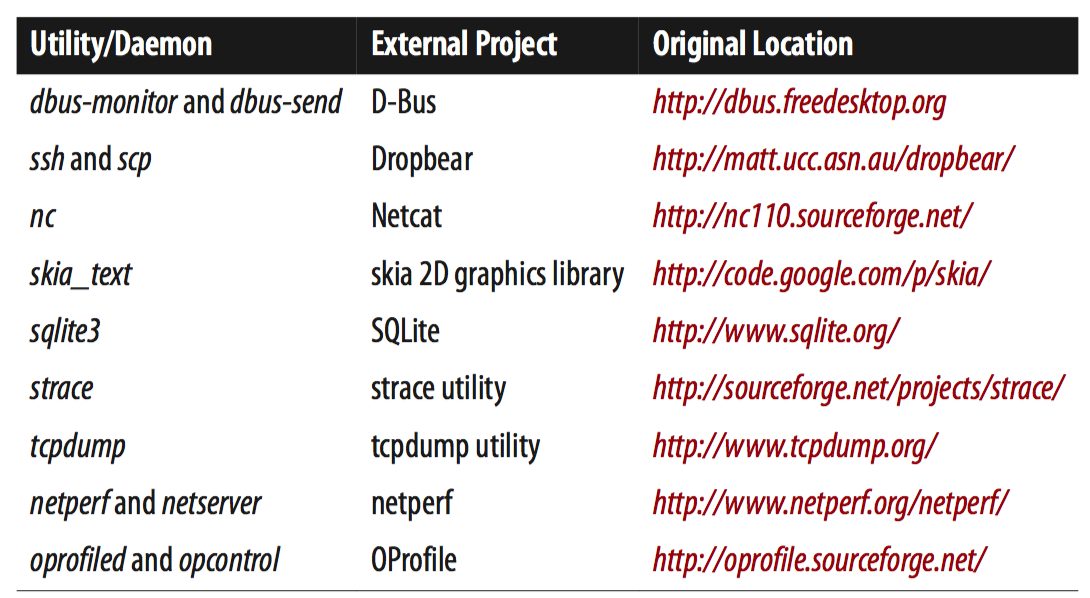 Utility/Daemon External Project Original Location
dbus-monitor and dbus-send D-Bus http://dbus.freedesktop.org
ssh and scp Dropbear http://matt.ucc.asn.au/dropbear/
nc Netcat http://nc110.sourceforge.net/
skia_text skia 2D graphics library http://code.google.com/p/skia/
sqlite3 SQLite http://www.sqlite.org/
strace strace utility http://sourceforge.net/projects/strace/
tcpdump tcpdump utility http://www.tcpdump.org/
netperf and netserver netperf http://www.netperf.org/netperf/
oprofiled and opcontrol OProfile http://oprofile.sourceforge.net/